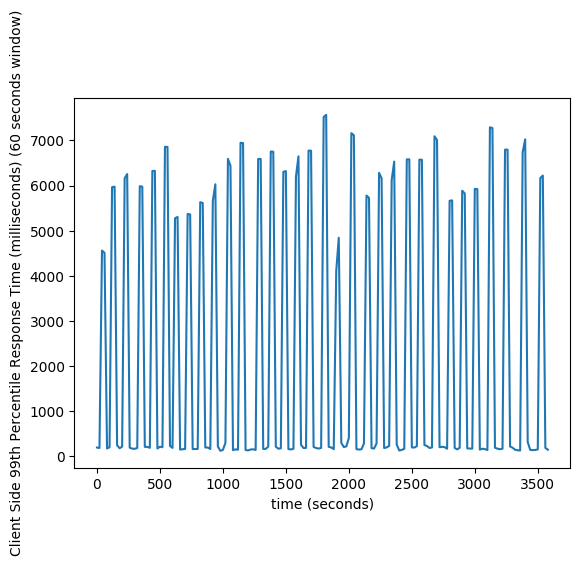 Client Side 99th Percentile Response Time (milliseconds) (60 seconds window)
7000
6000
5000
4000
3000
2000
1000
0
0 500 1000 1500 2000 2500 3000 3500
time (seconds)